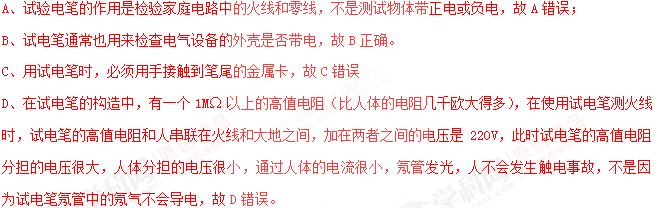 A、试验电笔的作用是检验家庭电路中的火线和零线，不是测试物体带正电或负电，故 A 错误；
B、试电笔通常也用来检查电气设备的外壳是否带电，故 B 正确。
C、用试电笔时，必须用手接触到笔尾的金属卡，故 C 错误
D、在试电笔的构造中，有一个 1MΩ 以上的高值电阻（比人体的电阻几千欧大得多），在使用试电笔测火线
时，试电笔的高值电阻和人串联在火线和大地之间，加在两者之间的电压是 220V，此时试电笔的高值电阻
分担的电压很大，人体分担的电压很小，通过人体的电流很小，氖管发光，人不会发生触电事故，不是因
为试电笔氖管中的氖气不会导电，故 D 错误。